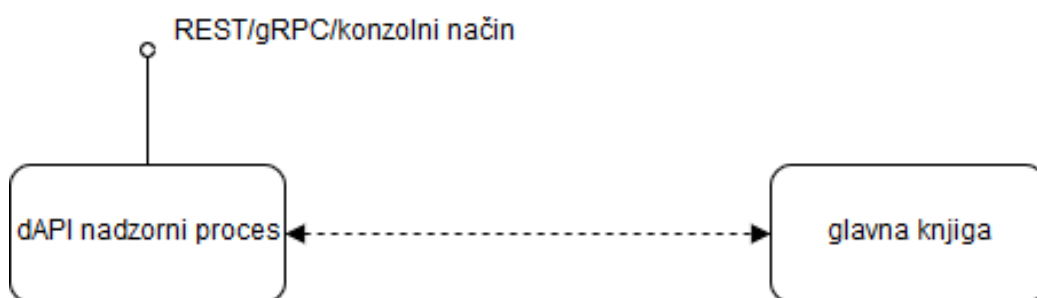 REST/gRPC/konzolni način
dAPI nadzorni proces
glavna knjiga